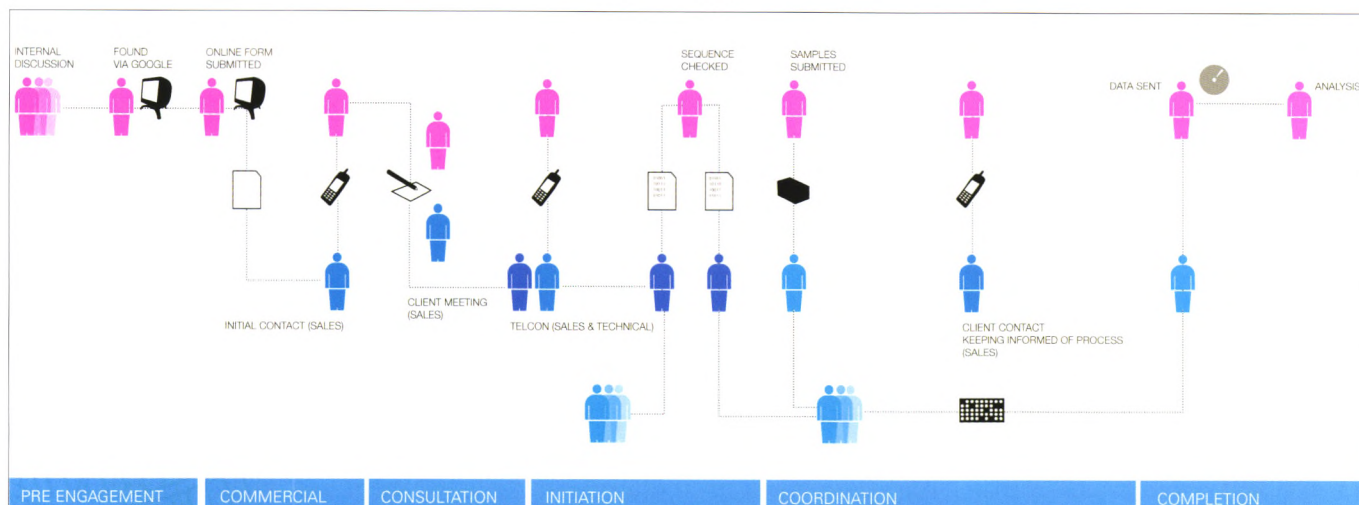 INTERNAL
DISCUSSION
FOUND
VIA GOOGLE
ONLINE FORM
SUBMITTED
SEQUENCE
CHECKED
SAMPLES
SUBMITTED
DATA SENT
ANALYSIS
INITIAL CONTACT (SALES)
CLIENT MEETING
(SALES)
TELCON (SALES & TECHNICAL)
CLIENT CONTACT
KEEPING INFORMED OF PROCESS
(SALES)
PRE ENGAGEMENT
COMMERCIAL
CONSULTATION
INITIATION
COORDINATION
COMPLETION